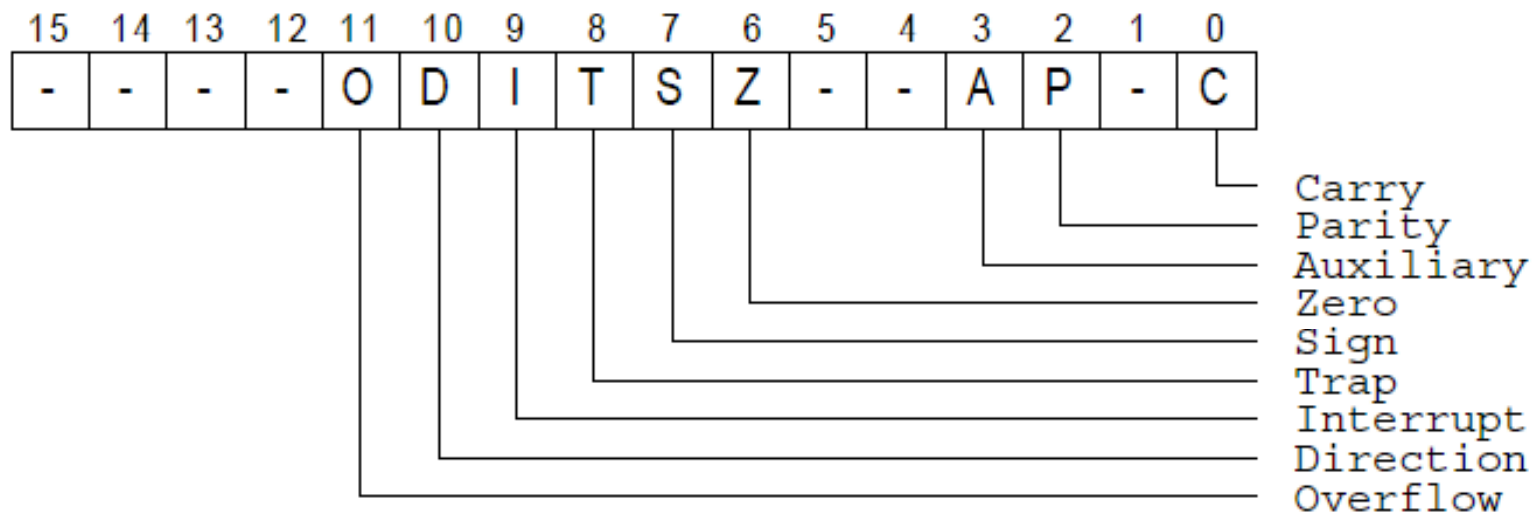 15 14 13 12 11 10 9 8 7 6 5 4 3 2 1 0
- - - - O D I T S Z - - A P - C
Carry
Parity
Auxiliary
Zero
Sign
Trap
Interrupt
Direction
Overflow